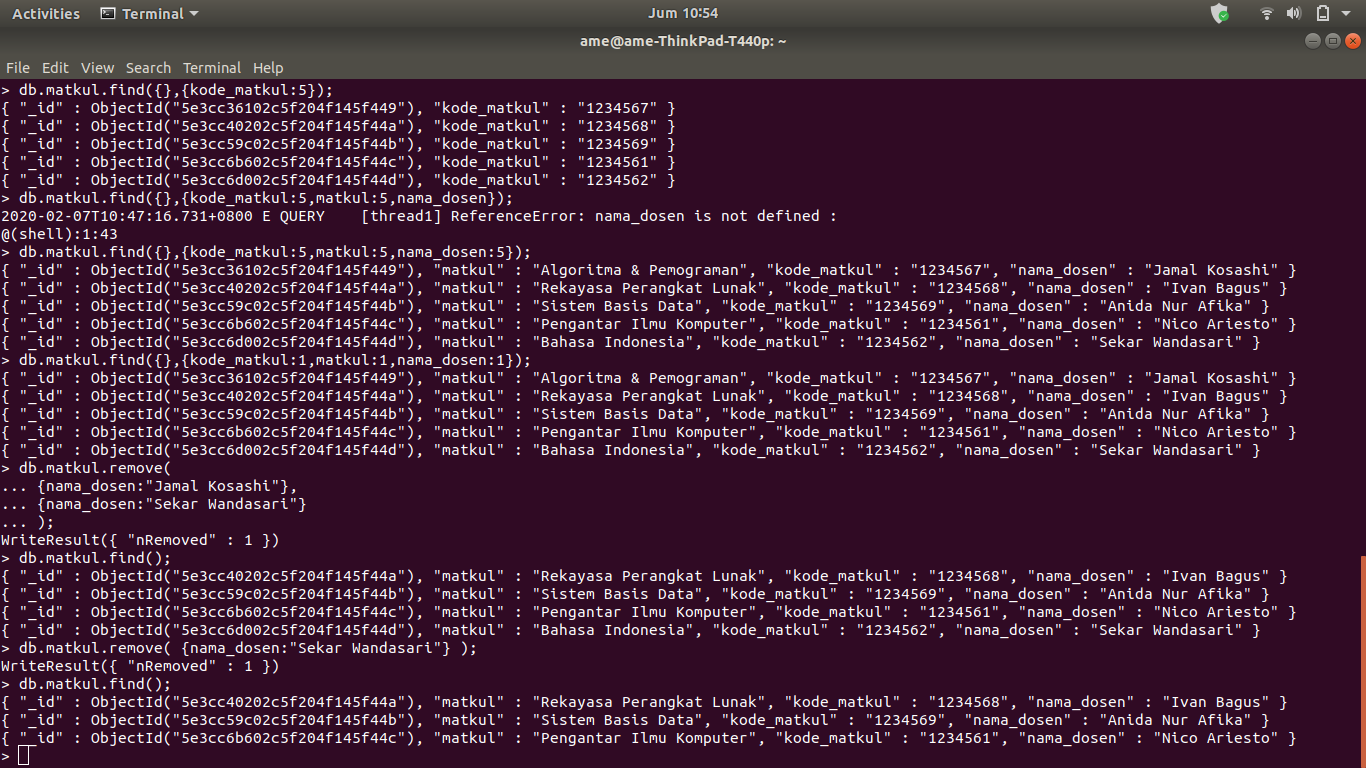 Activities Terminal Jum 10:54
ame@ame-ThinkPad-T440p: ~
File Edit View Search Terminal Help
> db.matkul.find({},{kode_matkul:5});
{ "_id" : ObjectId("5e3cc36102c5f204f145f449"), "kode_matkul" : "1234567" }
{ "_id" : ObjectId("5e3cc40202c5f204f145f44a"), "kode_matkul" : "1234568" }
{ "_id" : ObjectId("5e3cc59c02c5f204f145f44b"), "kode_matkul" : "1234569" }
{ "_id" : ObjectId("5e3cc6b602c5f204f145f44c"), "kode_matkul" : "1234561" }
{ "_id" : ObjectId("5e3cc6d002c5f204f145f44d"), "kode_matkul" : "1234562" }
> db.matkul.find({},{kode_matkul:5,matkul:5,nama_dosen});
2020-02-07T10:47:16.731+0800 E QUERY    [thread1] ReferenceError: nama_dosen is not defined :
@(shell):1:43
> db.matkul.find({},{kode_matkul:5,matkul:5,nama_dosen:5});
{ "_id" : ObjectId("5e3cc36102c5f204f145f449"), "matkul" : "Algoritma & Pemograman", "kode_matkul" : "1234567", "nama_dosen" : "Jamal Kosashi" }
{ "_id" : ObjectId("5e3cc40202c5f204f145f44a"), "matkul" : "Rekayasa Perangkat Lunak", "kode_matkul" : "1234568", "nama_dosen" : "Ivan Bagus" }
{ "_id" : ObjectId("5e3cc59c02c5f204f145f44b"), "matkul" : "Sistem Basis Data", "kode_matkul" : "1234569", "nama_dosen" : "Anida Nur Afika" }
{ "_id" : ObjectId("5e3cc6b602c5f204f145f44c"), "matkul" : "Pengantar Ilmu Komputer", "kode_matkul" : "1234561", "nama_dosen" : "Nico Ariesto" }
{ "_id" : ObjectId("5e3cc6d002c5f204f145f44d"), "matkul" : "Bahasa Indonesia", "kode_matkul" : "1234562", "nama_dosen" : "Sekar Wandasari" }
> db.matkul.find({},{kode_matkul:1,matkul:1,nama_dosen:1});
{ "_id" : ObjectId("5e3cc36102c5f204f145f449"), "matkul" : "Algoritma & Pemograman", "kode_matkul" : "1234567", "nama_dosen" : "Jamal Kosashi" }
{ "_id" : ObjectId("5e3cc40202c5f204f145f44a"), "matkul" : "Rekayasa Perangkat Lunak", "kode_matkul" : "1234568", "nama_dosen" : "Ivan Bagus" }
{ "_id" : ObjectId("5e3cc59c02c5f204f145f44b"), "matkul" : "Sistem Basis Data", "kode_matkul" : "1234569", "nama_dosen" : "Anida Nur Afika" }
{ "_id" : ObjectId("5e3cc6b602c5f204f145f44c"), "matkul" : "Pengantar Ilmu Komputer", "kode_matkul" : "1234561", "nama_dosen" : "Nico Ariesto" }
{ "_id" : ObjectId("5e3cc6d002c5f204f145f44d"), "matkul" : "Bahasa Indonesia", "kode_matkul" : "1234562", "nama_dosen" : "Sekar Wandasari" }
> db.matkul.remove(
... {nama_dosen:"Jamal Kosashi"},
... {nama_dosen:"Sekar Wandasari"}
... );
WriteResult({ "nRemoved" : 1 })
> db.matkul.find();
{ "_id" : ObjectId("5e3cc40202c5f204f145f44a"), "matkul" : "Rekayasa Perangkat Lunak", "kode_matkul" : "1234568", "nama_dosen" : "Ivan Bagus" }
{ "_id" : ObjectId("5e3cc59c02c5f204f145f44b"), "matkul" : "Sistem Basis Data", "kode_matkul" : "1234569", "nama_dosen" : "Anida Nur Afika" }
{ "_id" : ObjectId("5e3cc6b602c5f204f145f44c"), "matkul" : "Pengantar Ilmu Komputer", "kode_matkul" : "1234561", "nama_dosen" : "Nico Ariesto" }
{ "_id" : ObjectId("5e3cc6d002c5f204f145f44d"), "matkul" : "Bahasa Indonesia", "kode_matkul" : "1234562", "nama_dosen" : "Sekar Wandasari" }
> db.matkul.remove( {nama_dosen:"Sekar Wandasari"} );
WriteResult({ "nRemoved" : 1 })
> db.matkul.find();
{ "_id" : ObjectId("5e3cc40202c5f204f145f44a"), "matkul" : "Rekayasa Perangkat Lunak", "kode_matkul" : "1234568", "nama_dosen" : "Ivan Bagus" }
{ "_id" : ObjectId("5e3cc59c02c5f204f145f44b"), "matkul" : "Sistem Basis Data", "kode_matkul" : "1234569", "nama_dosen" : "Anida Nur Afika" }
{ "_id" : ObjectId("5e3cc6b602c5f204f145f44c"), "matkul" : "Pengantar Ilmu Komputer", "kode_matkul" : "1234561", "nama_dosen" : "Nico Ariesto" }
>